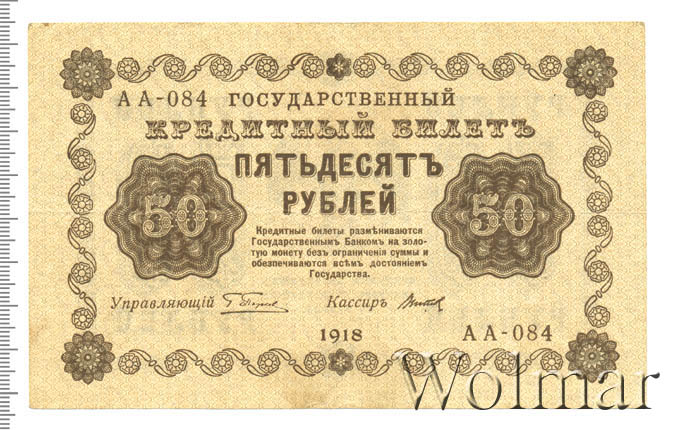 АА-084 ГОСУДАРСТВЕННЫЙ
КРЕДИТНЫЙ БИЛЕТЪ
ПЯТЬДЕСЯТЪ
РУБЛЕЙ
50
50
Кредитные билеты размѣниваются
Государственнымъ Банкомъ на золо-
тую монету безъ ограниченія суммы и
обезпечиваются всѣмъ достояніемъ
Государства.
Управляющій
Кассиръ
1918
АА-084
Wolmar